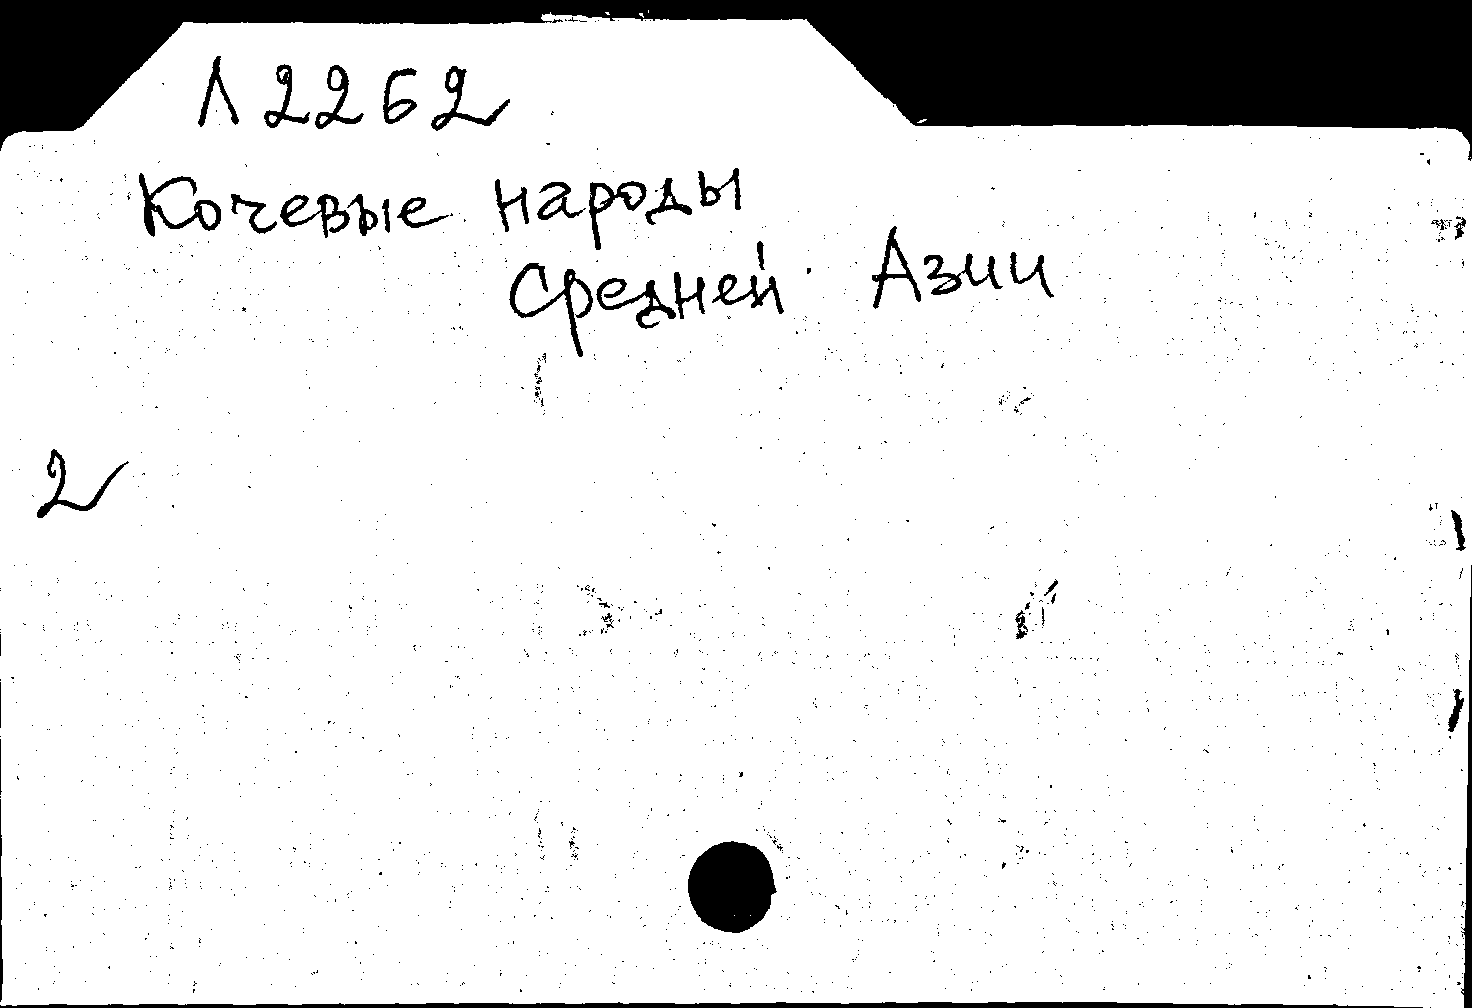 Л2262
Кочевые народы
Средней Азии
2